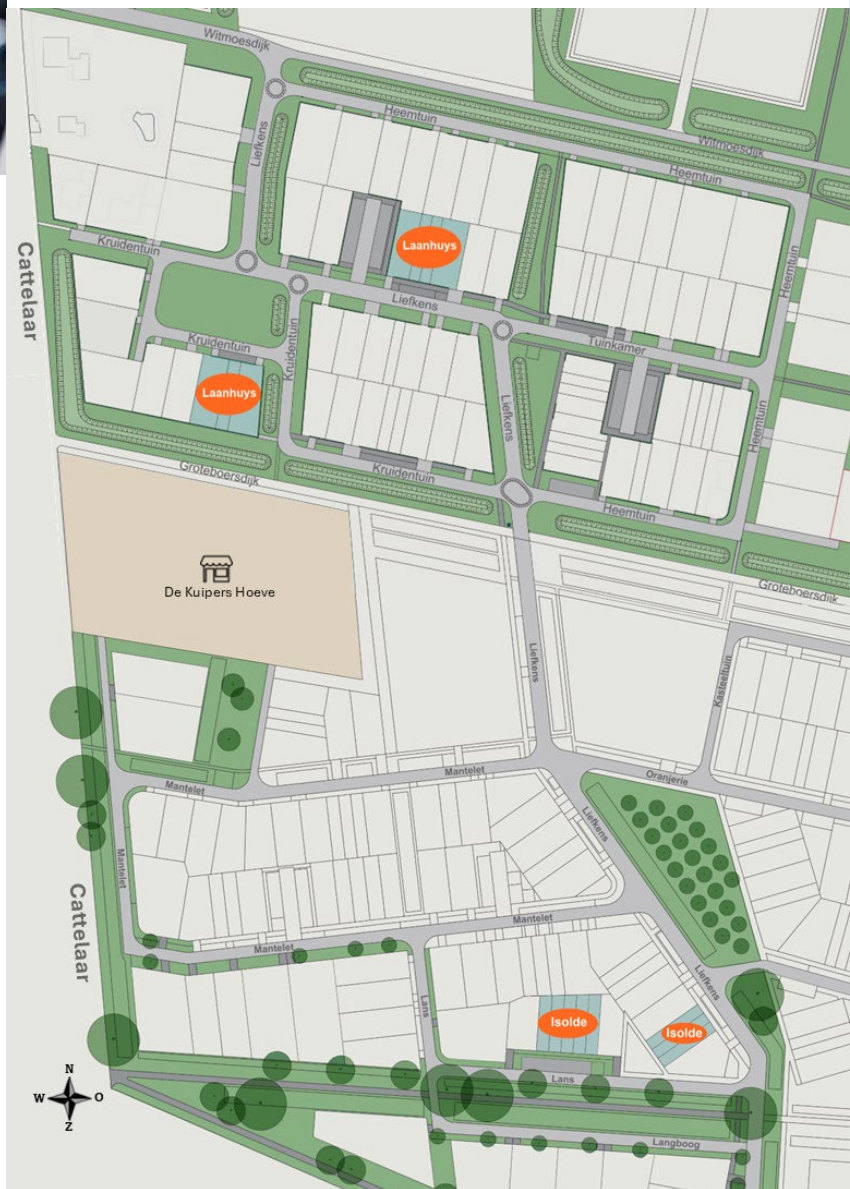 Witmoesdijk
Heemtuin
Liefkens
Witmoesdijk
Heemtuin
Laanhuys
Kruidentuin
Cattelaar
Heemtuin
Liefkens
Kruidentuin
Kruidentuin
Tuinkamer
Laanhuys
Liefkens
Heemtuin
Groteboersdijk
Kruidentuin
Heemtuin
De Kuipers Hoeve
Groteboersdijk
Liefkens
Kasteeltuin
Mantelet
Mantelet
Oranjerie
Liefkens
Mantelet
Cattelaar
Mantelet
Mantelet
Liefkens
Lans
Isolde
Isolde
Lans
N
W O
Z
Langboog